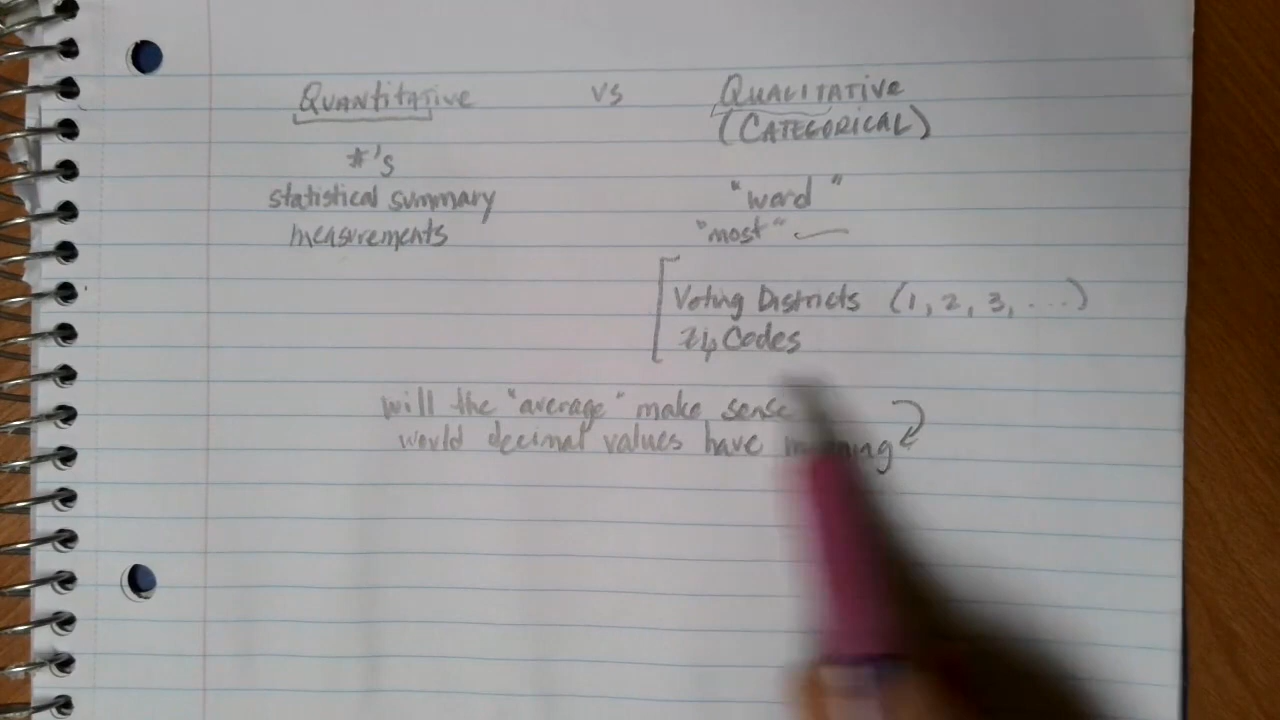 Quantitative vs Qualitative
(Categorical)
#'s
statistical summary
measurements
"word"
"most"
Voting Districts (1, 2, 3, ...)
Zip Codes
will the "average" make sense
would decimal values have meaning